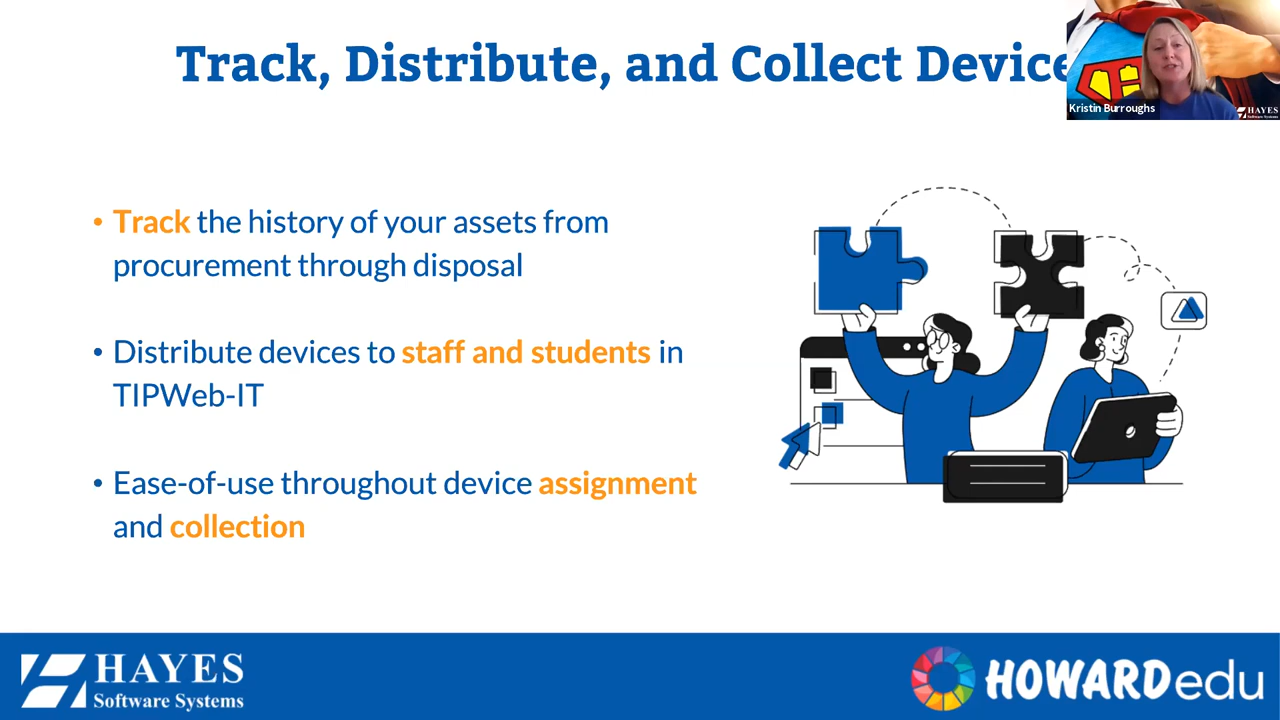 Track, Distribute, and Collect Device
Kristin Burroughs
HAYES
Software Systems
• Track the history of your assets from
procurement through disposal
• Distribute devices to staff and students in
TIPWeb-IT
• Ease-of-use throughout device assignment
and collection
HAYES
Software Systems
HOWARDedu